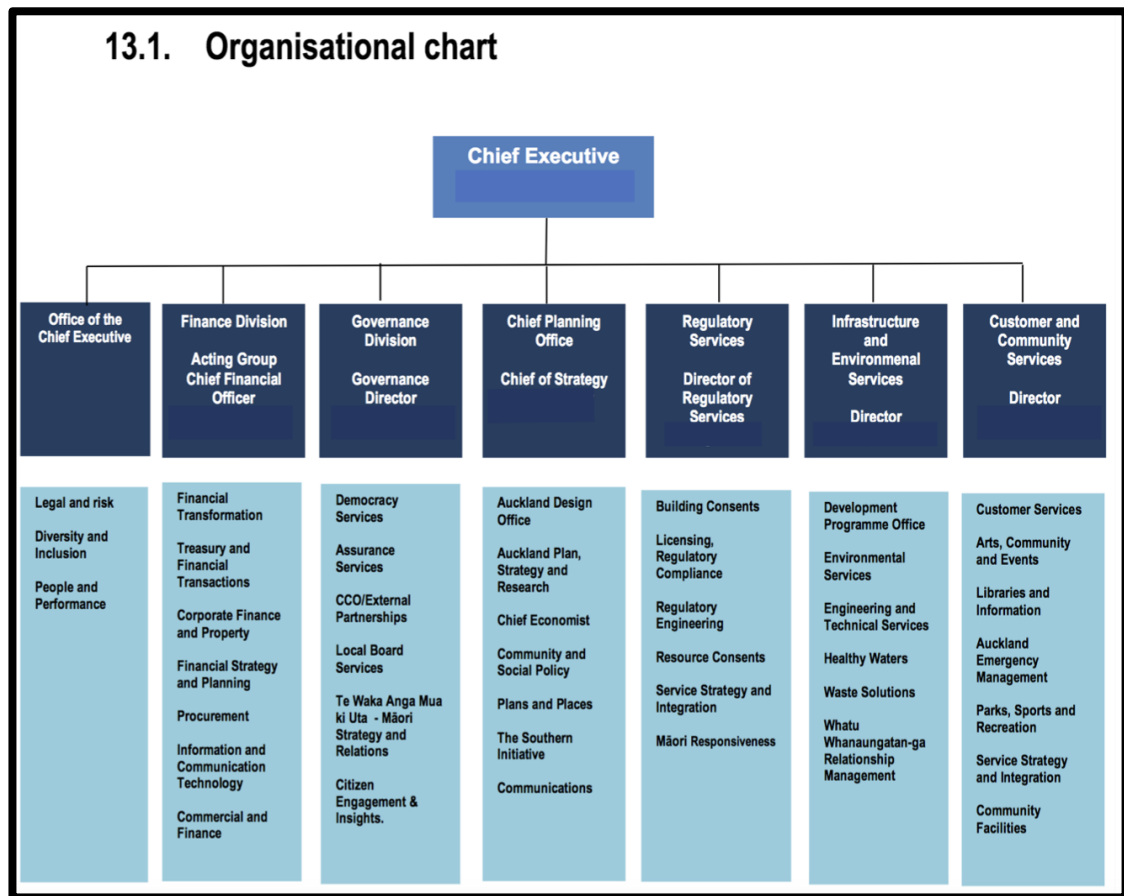 13.1. Organisational chart
Chief Executive
Office of the
Chief Executive
Finance Division
Acting Group
Chief Financial
Officer
Governance
Division
Governance
Director
Chief Planning
Office
Chief of Strategy
Regulatory
Services
Director of
Regulatory
Services
Infrastructure
and
Environmenal
Services
Director
Customer and
Community
Services
Director
Legal and risk
Diversity and
Inclusion
People and
Performance
Financial
Transformation
Treasury and
Financial
Transactions
Corporate Finance
and Property
Financial Strategy
and Planning
Procurement
Information and
Communication
Technology
Commercial and
Finance
Democracy
Services
Assurance
Services
CCO/External
Partnerships
Local Board
Services
Te Waka Anga Mua
ki Uta - Māori
Strategy and
Relations
Citizen
Engagement &
Insights.
Auckland Design
Office
Auckland Plan,
Strategy and
Research
Chief Economist
Community and
Social Policy
Plans and Places
The Southern
Initiative
Communications
Building Consents
Licensing,
Regulatory
Compliance
Regulatory
Engineering
Resource Consents
Service Strategy and
Integration
Māori Responsiveness
Development
Programme Office
Environmental
Services
Engineering and
Technical Services
Healthy Waters
Waste Solutions
Whatu
Whanaungatan-ga
Relationship
Management
Customer Services
Arts, Community
and Events
Libraries and
Information
Auckland
Emergency
Management
Parks, Sports and
Recreation
Service Strategy
and Integration
Community
Facilities